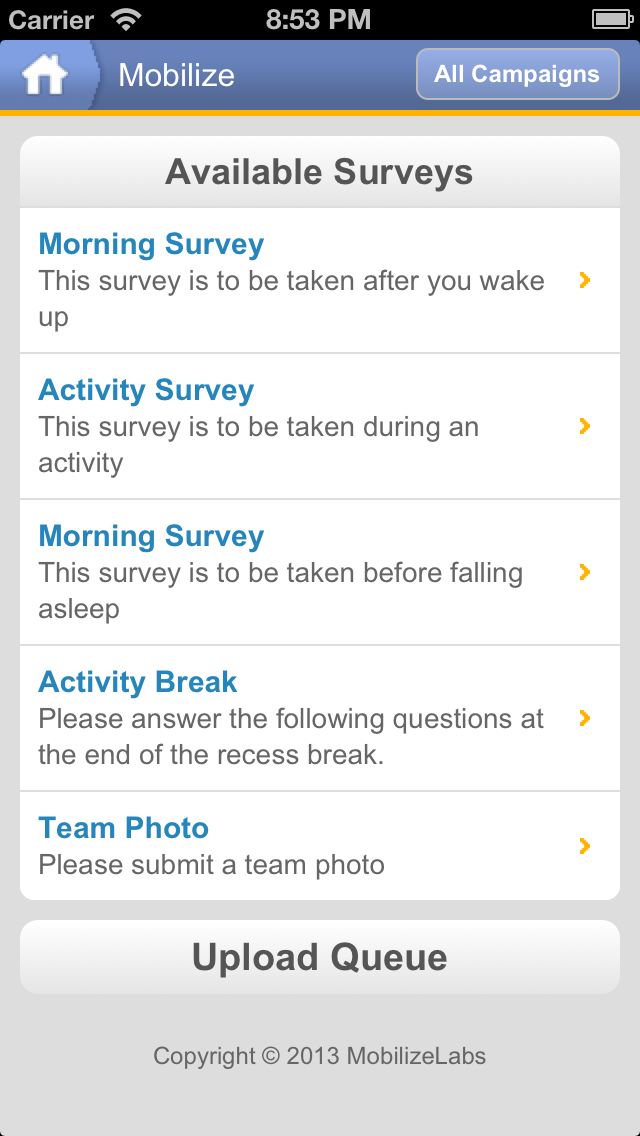 Carrier 8:53 PM
Mobilize All Campaigns
Available Surveys
Morning Survey
This survey is to be taken after you wake
up
Activity Survey
This survey is to be taken during an
activity
Morning Survey
This survey is to be taken before falling
asleep
Activity Break
Please answer the following questions at
the end of the recess break.
Team Photo
Please submit a team photo
Upload Queue
Copyright © 2013 MobilizeLabs